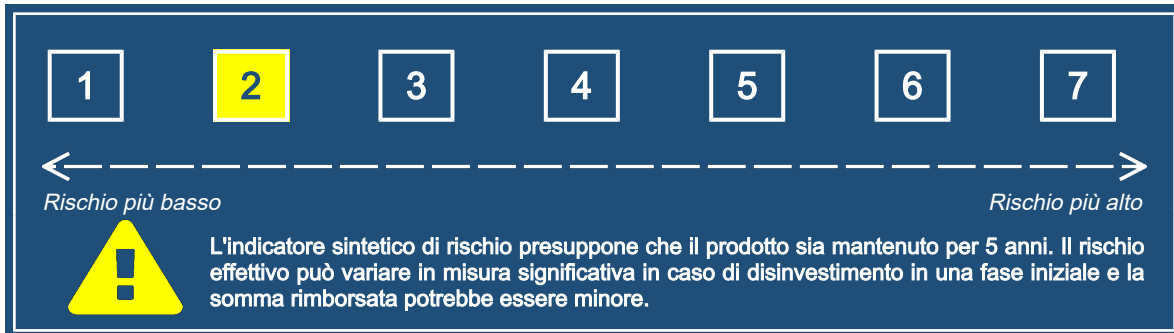 1 2 3 4 5 6 7
Rischio più basso Rischio più alto
L'indicatore sintetico di rischio presuppone che il prodotto sia mantenuto per 5 anni. Il rischio
effettivo può variare in misura significativa in caso di disinvestimento in una fase iniziale e la
somma rimborsata potrebbe essere minore.